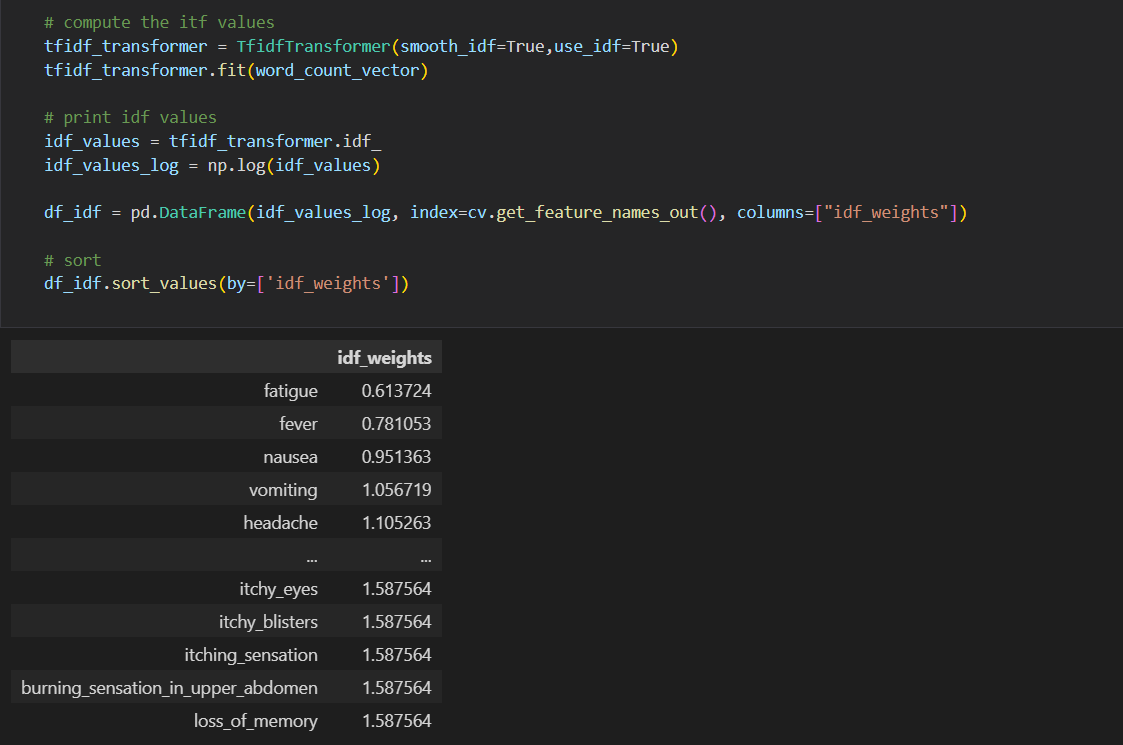 # compute the itf values
tfidf_transformer = TfidfTransformer(smooth_idf=True,use_idf=True)
tfidf_transformer.fit(word_count_vector)
# print idf values
idf_values = tfidf_transformer.idf_
idf_values_log = np.log(idf_values)
df_idf = pd.DataFrame(idf_values_log, index=cv.get_feature_names_out(), columns=["idf_weights"])
# sort
df_idf.sort_values(by=['idf_weights'])
idf_weights
fatigue 0.613724
fever 0.781053
nausea 0.951363
vomiting 1.056719
headache 1.105263
... ...
itchy_eyes 1.587564
itchy_blisters 1.587564
itching_sensation 1.587564
burning_sensation_in_upper_abdomen 1.587564
loss_of_memory 1.587564